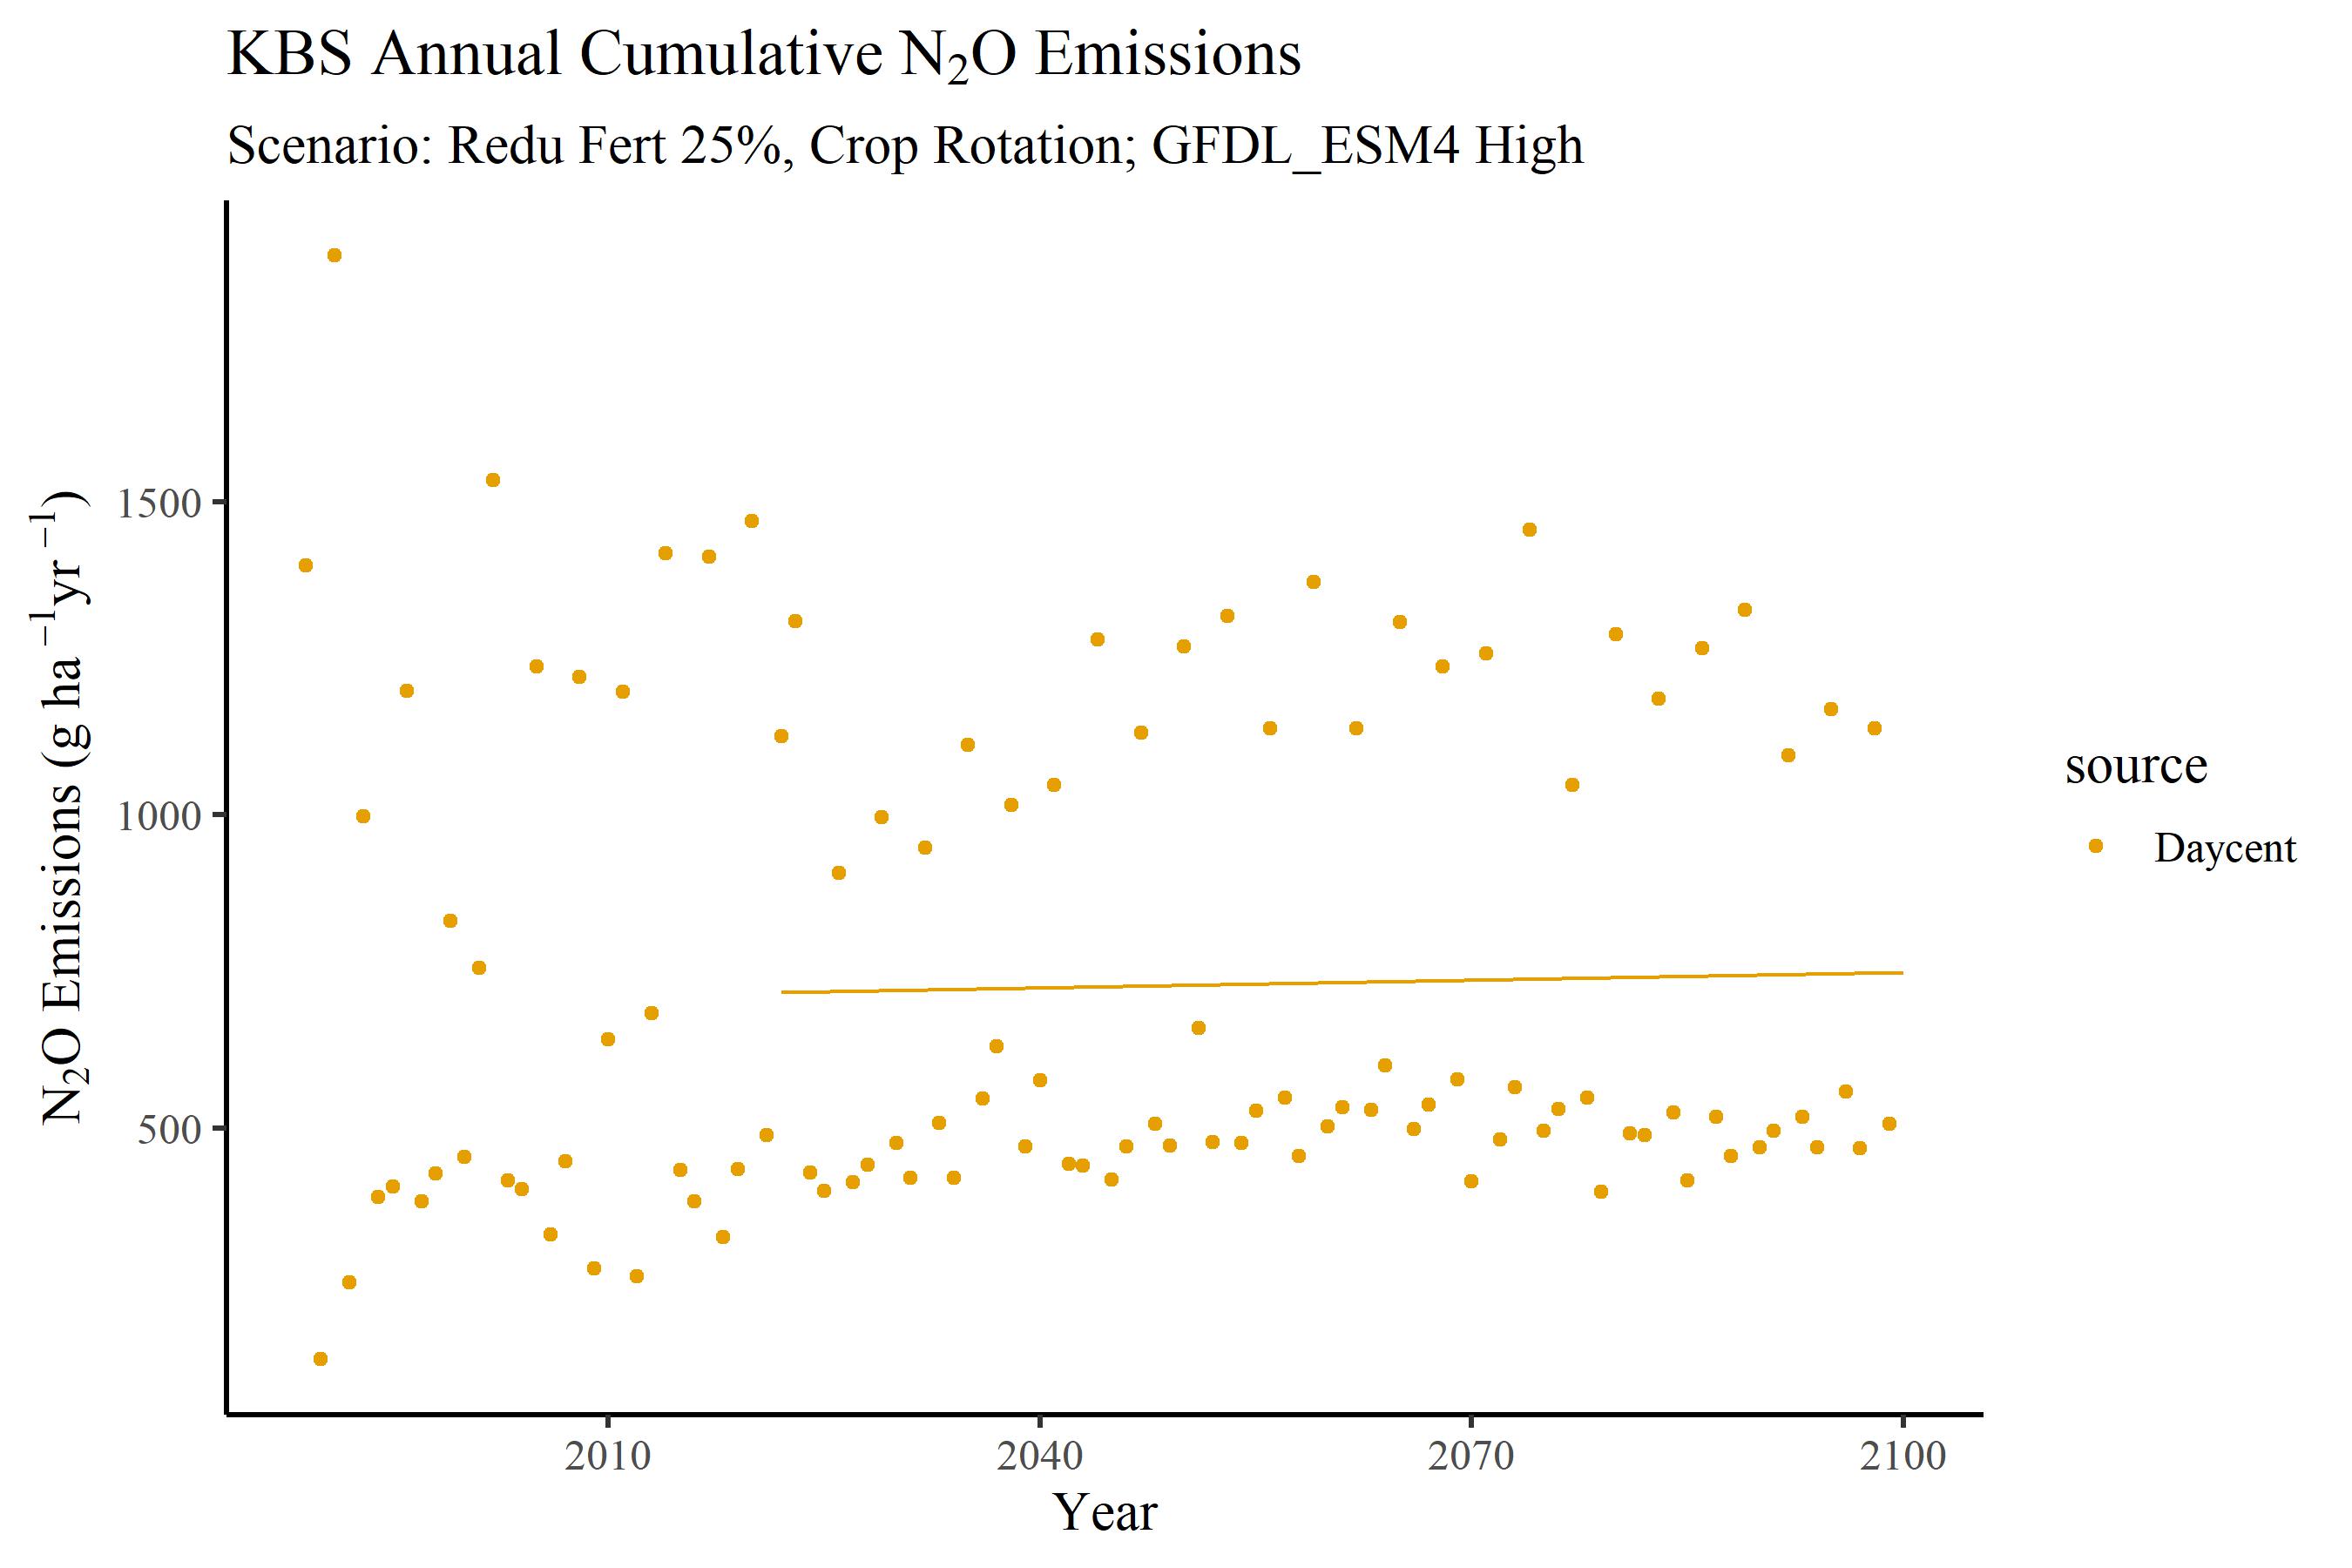 KBS Annual Cumulative N₂O Emissions
Scenario: Redu Fert 25%, Crop Rotation; GFDL_ESM4 High
N₂O Emissions (g ha⁻¹yr⁻¹)
1500
1000
500
2010
2040
2070
2100
Year
source
Daycent